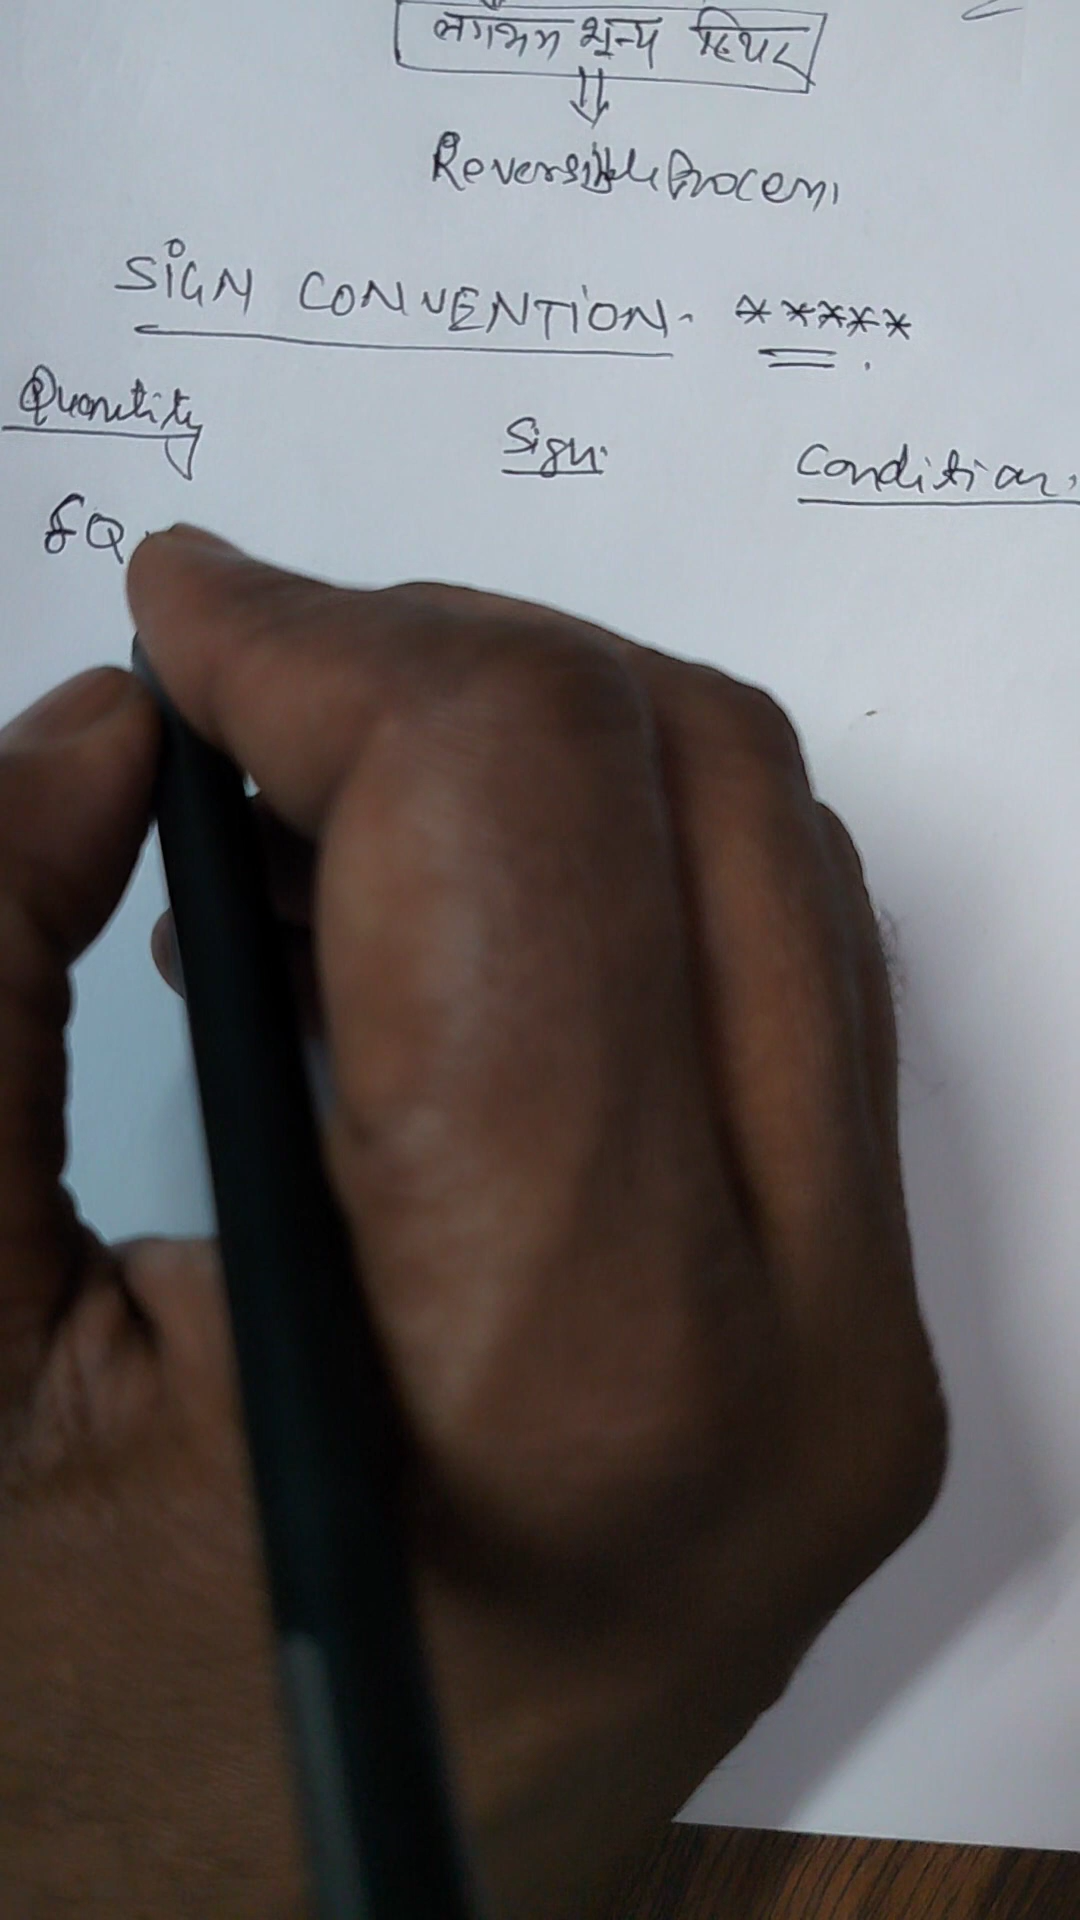 लगभग शून्य स्थिर
⇓
Reversible Process,
SIGN CONVENTION. *****
Quantity Sign. Condition.
δQ